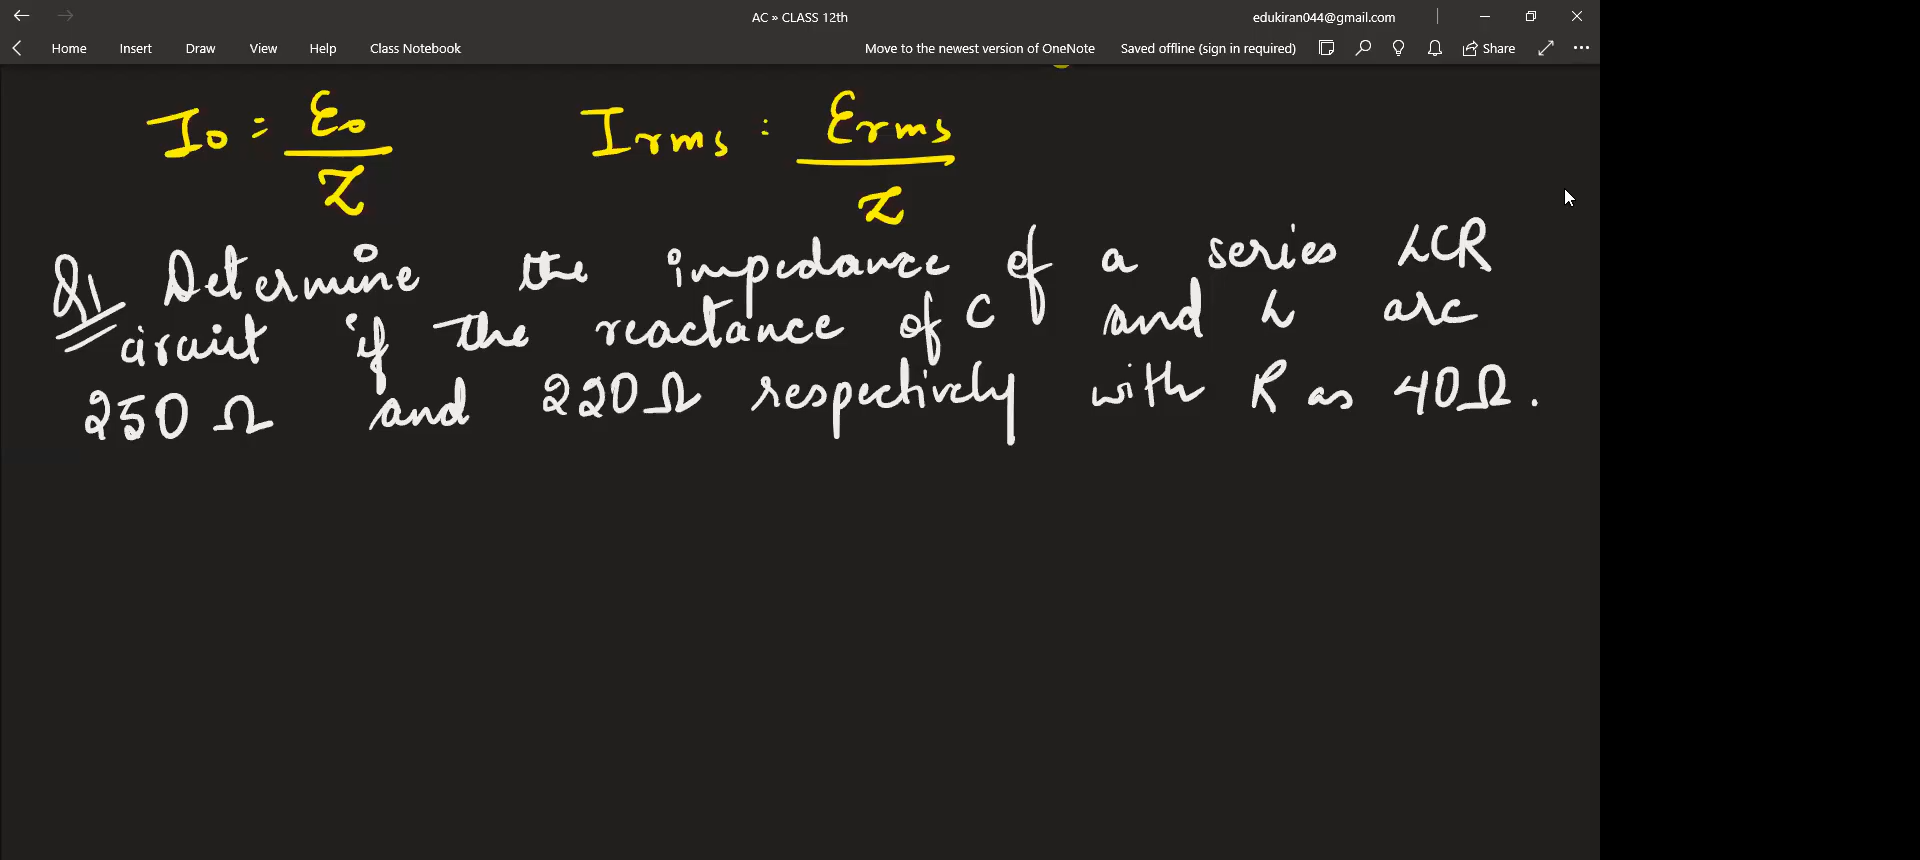 AC » CLASS 12th
edukiran044@gmail.com
Home Insert Draw View Help Class Notebook
Move to the newest version of OneNote Saved offline (sign in required) Share
I₀ = ε₀/Z Irms : Erms/Z
Q1 Determine the impedance of a series LCR
circuit if the reactance of C and L are
250 Ω and 220 Ω respectively with R as 40 Ω.